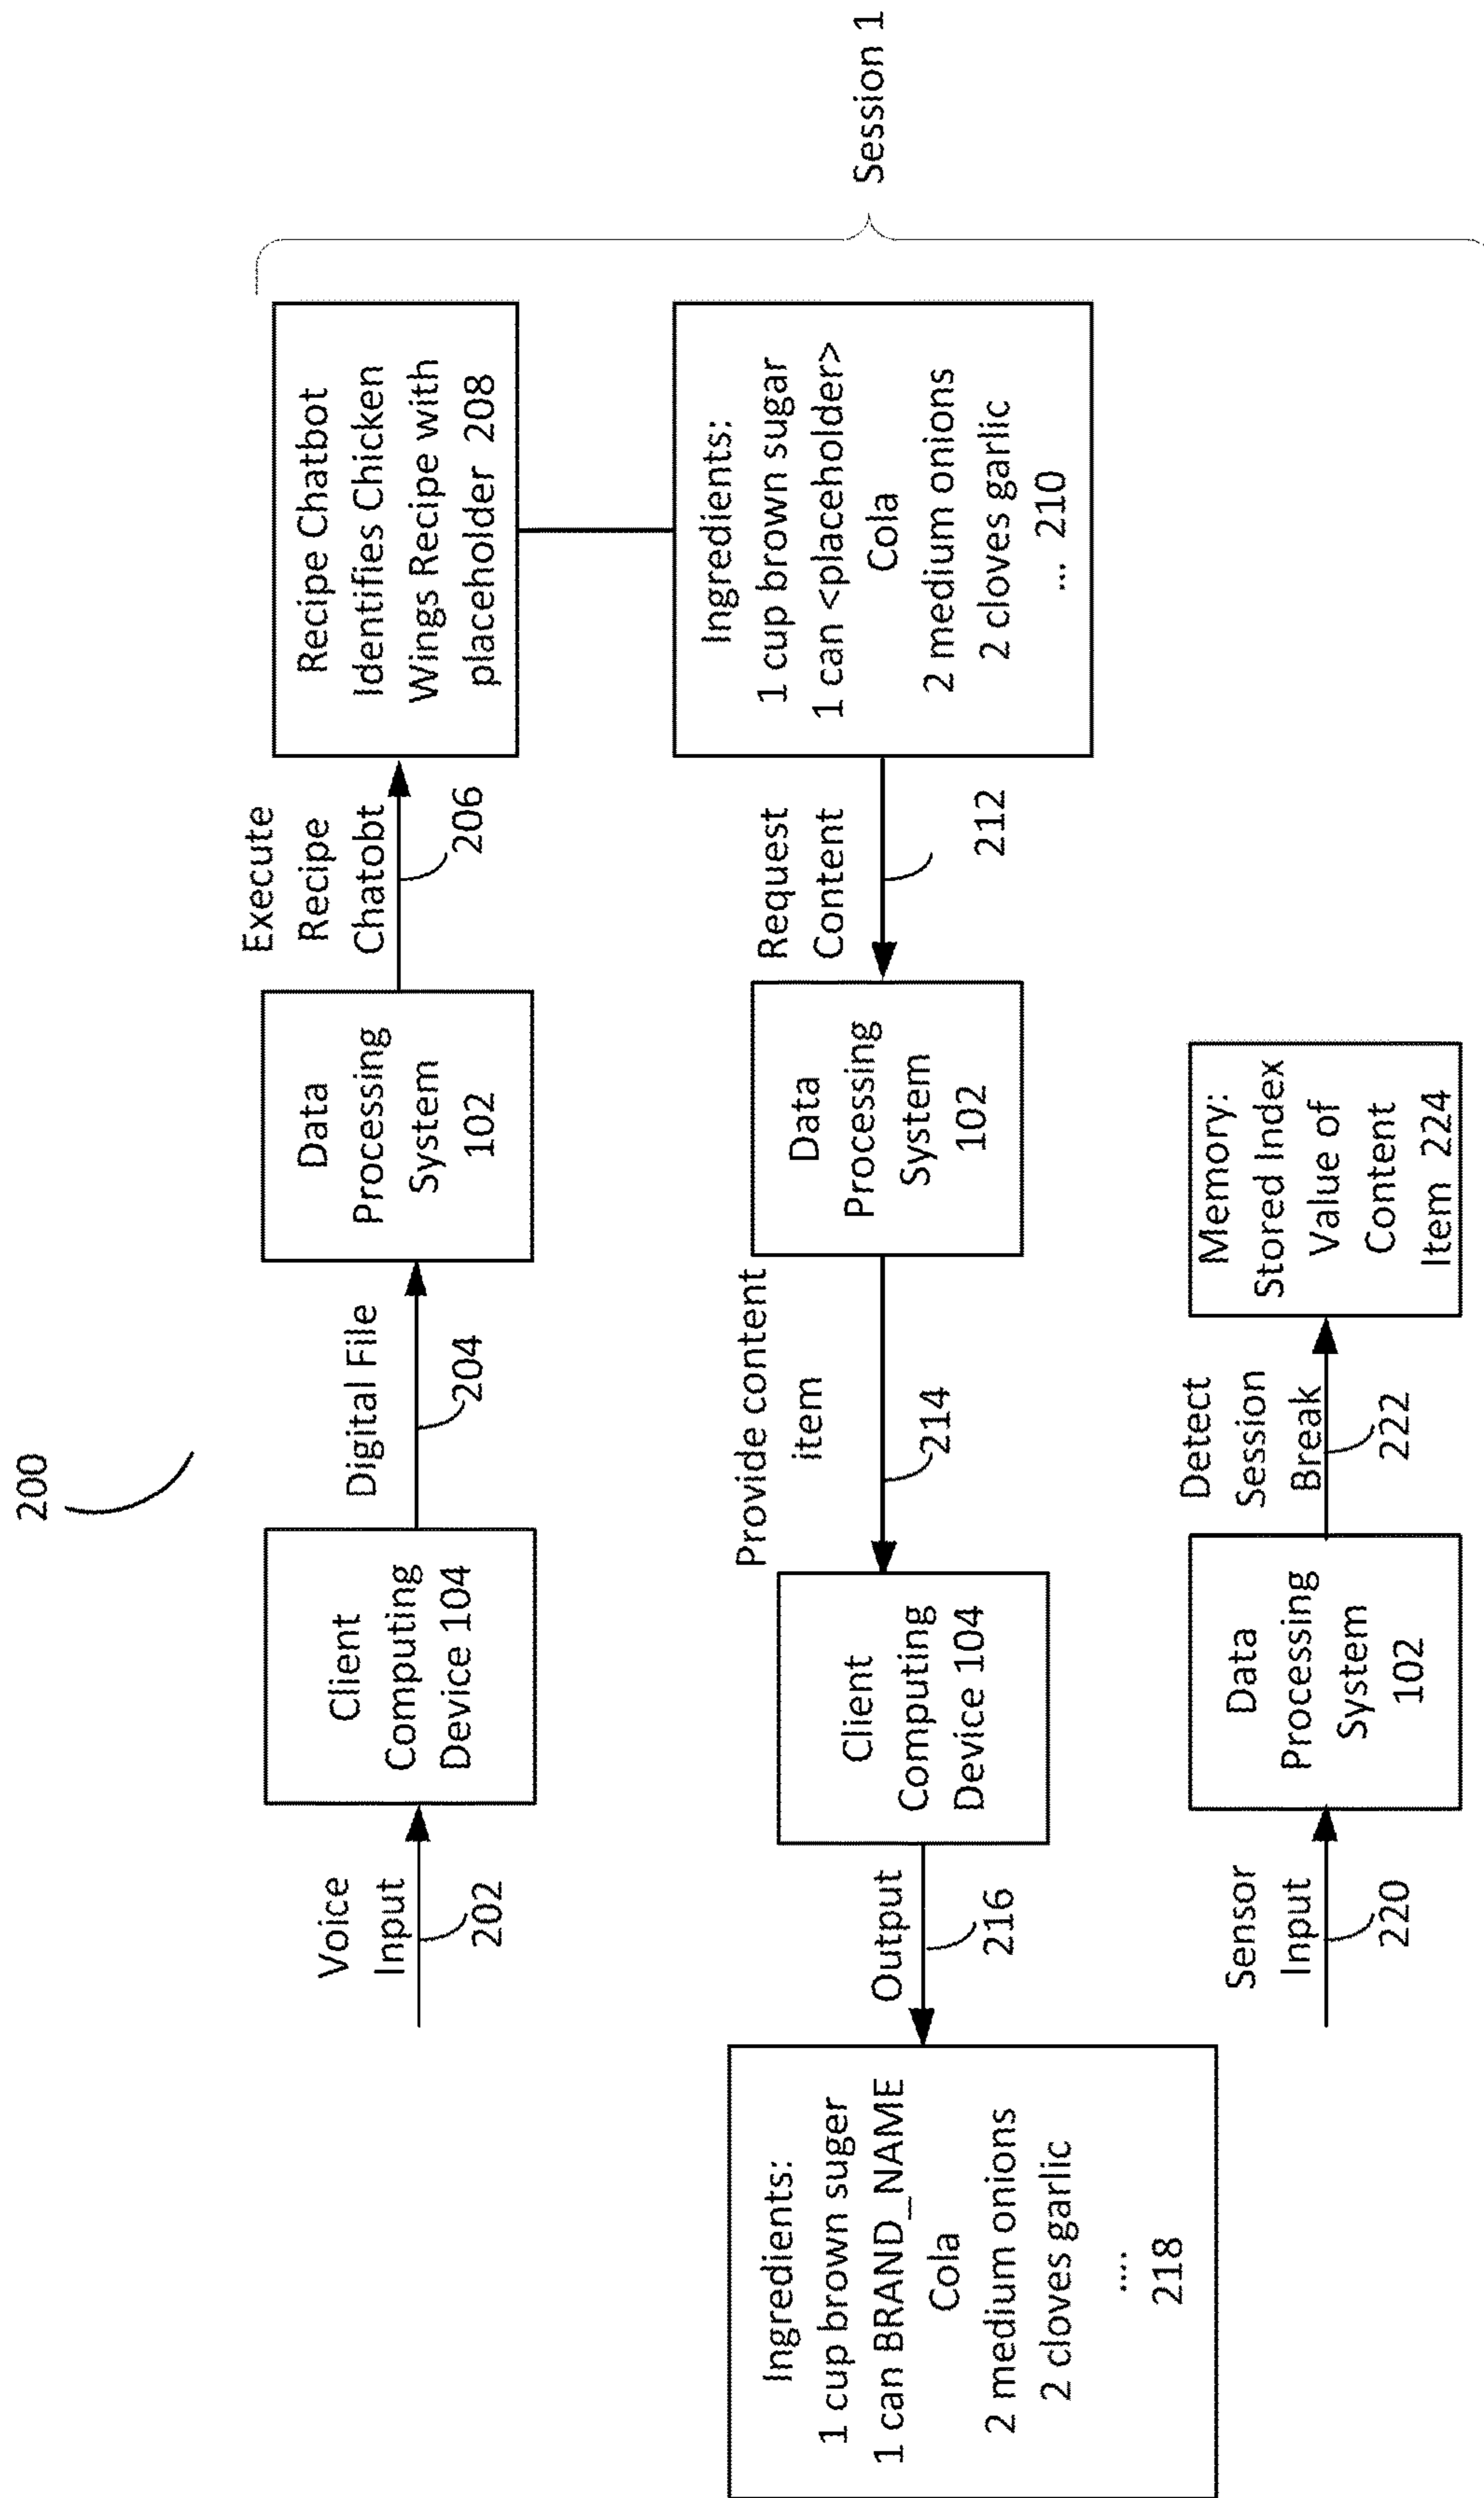 200
Voice
Input
202
Client
Computing
Device 104
Digital File
204
Data
Processing
System
102
Execute
Recipe
Chatobt
206
Recipe Chatbot
Identifies Chicken
Wings Recipe with
placeholder 208
Ingredients:
1 cup brown sugar
1 can <placeholder>
Cola
2 medium onions
2 cloves garlic
... 210
Request
Content
212
Data
Processing
System
102
Provide content
item
214
Client
Computing
Device 104
Output
216
Ingredients:
1 cup brown suger
1 can BRAND_NAME
Cola
2 medium onions
2 cloves garlic
....
218
Sensor
Input
220
Data
Processing
System
102
Detect
Session
Break
222
Memory:
Stored Index
Value of
Content
Item 224
Session 1